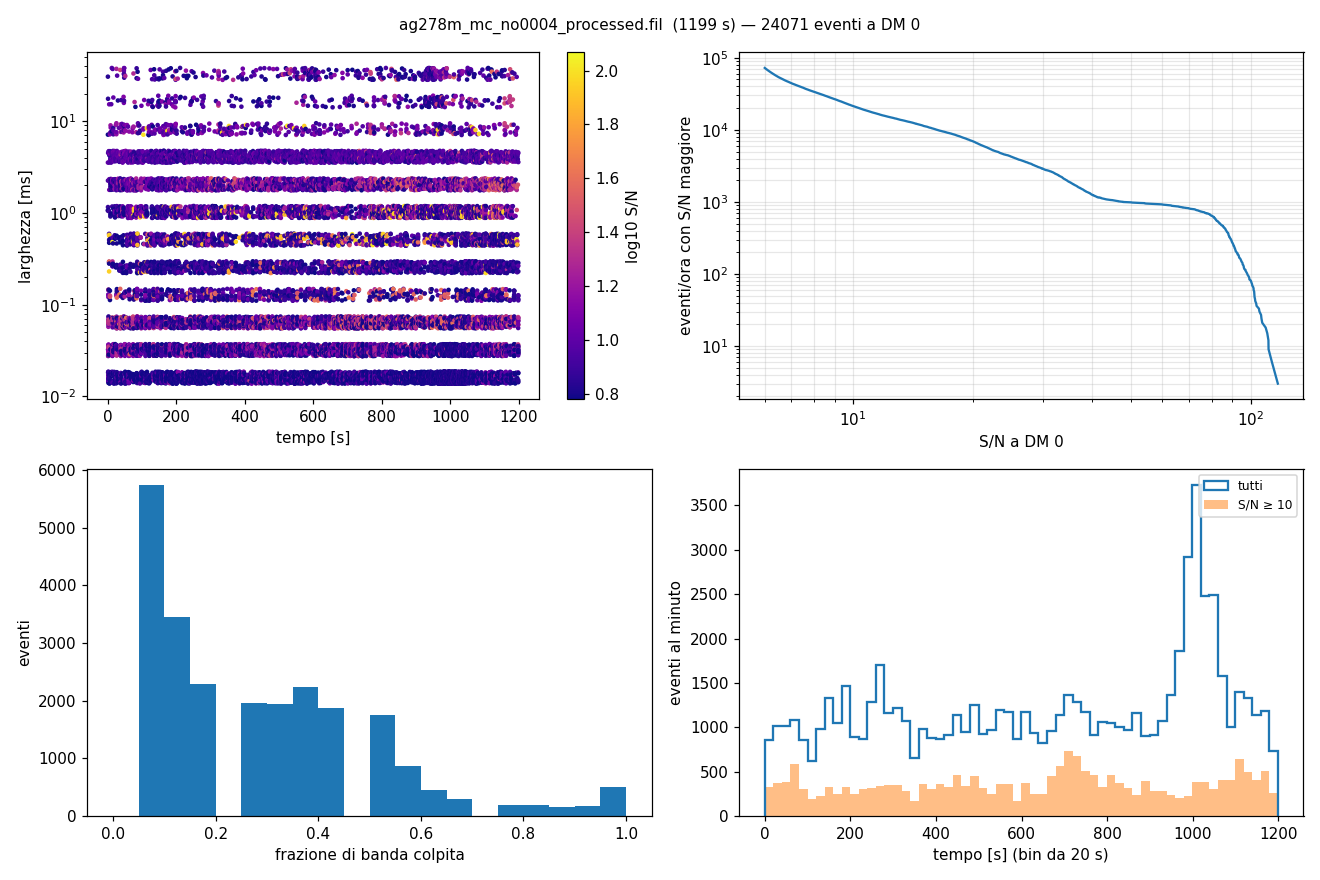 ag278m_mc_no0004_processed.fil (1199 s) — 24071 eventi a DM 0
larghezza [ms]
10¹
10⁰
10⁻¹
10⁻²
0 200 400 600 800 1000 1200
tempo [s]
2.0
1.8
1.6
1.4
1.2
1.0
0.8
log10 S/N
eventi/ora con S/N maggiore
10⁵
10⁴
10³
10²
10¹
10¹ 10²
S/N a DM 0
eventi
6000
5000
4000
3000
2000
1000
0
0.0 0.2 0.4 0.6 0.8 1.0
frazione di banda colpita
eventi al minuto
3500
3000
2500
2000
1500
1000
500
0
tutti
S/N ≥ 10
0 200 400 600 800 1000 1200
tempo [s] (bin da 20 s)